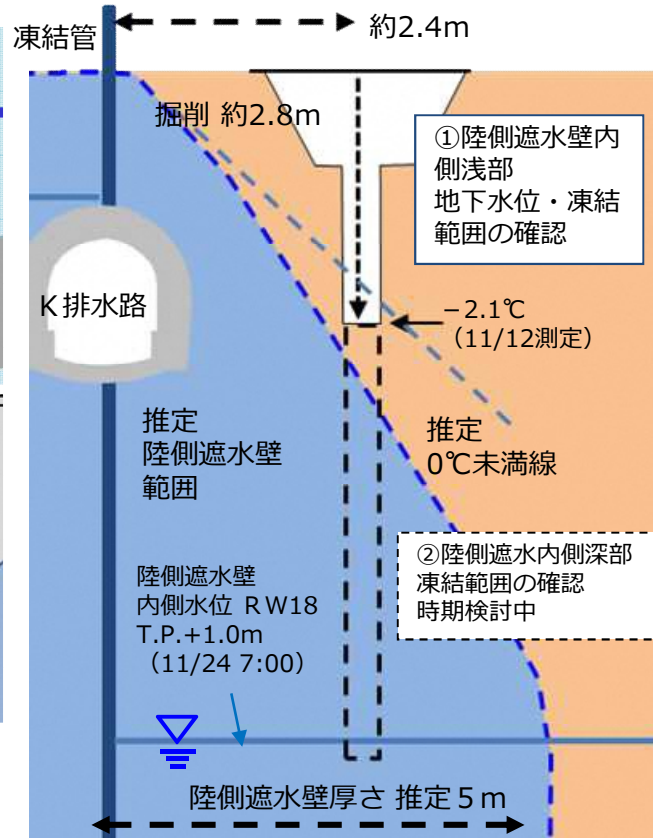 凍結管
約2.4m
掘削 約2.8m
①陸側遮水壁内
側浅部
地下水位・凍結
範囲の確認
K排水路
−2.1℃
（11/12測定）
推定
陸側遮水壁
範囲
推定
0℃未満線
②陸側遮水内側深部
凍結範囲の確認
時期検討中
陸側遮水壁
内側水位 RW18
T.P.+1.0m
（11/24 7:00）
陸側遮水壁厚さ 推定５ｍ